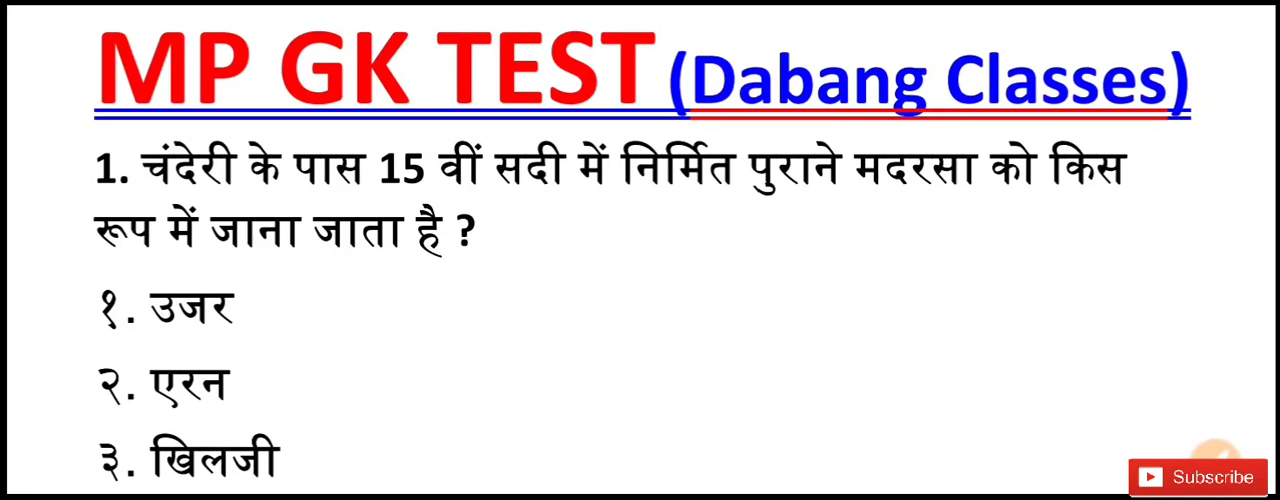 MP GK TEST (Dabang Classes)
1. चंदेरी के पास 15 वीं सदी में निर्मित पुराने मदरसा को किस
रूप में जाना जाता है ?
१. उजर
२. एरन
३. खिलजी
Subscribe